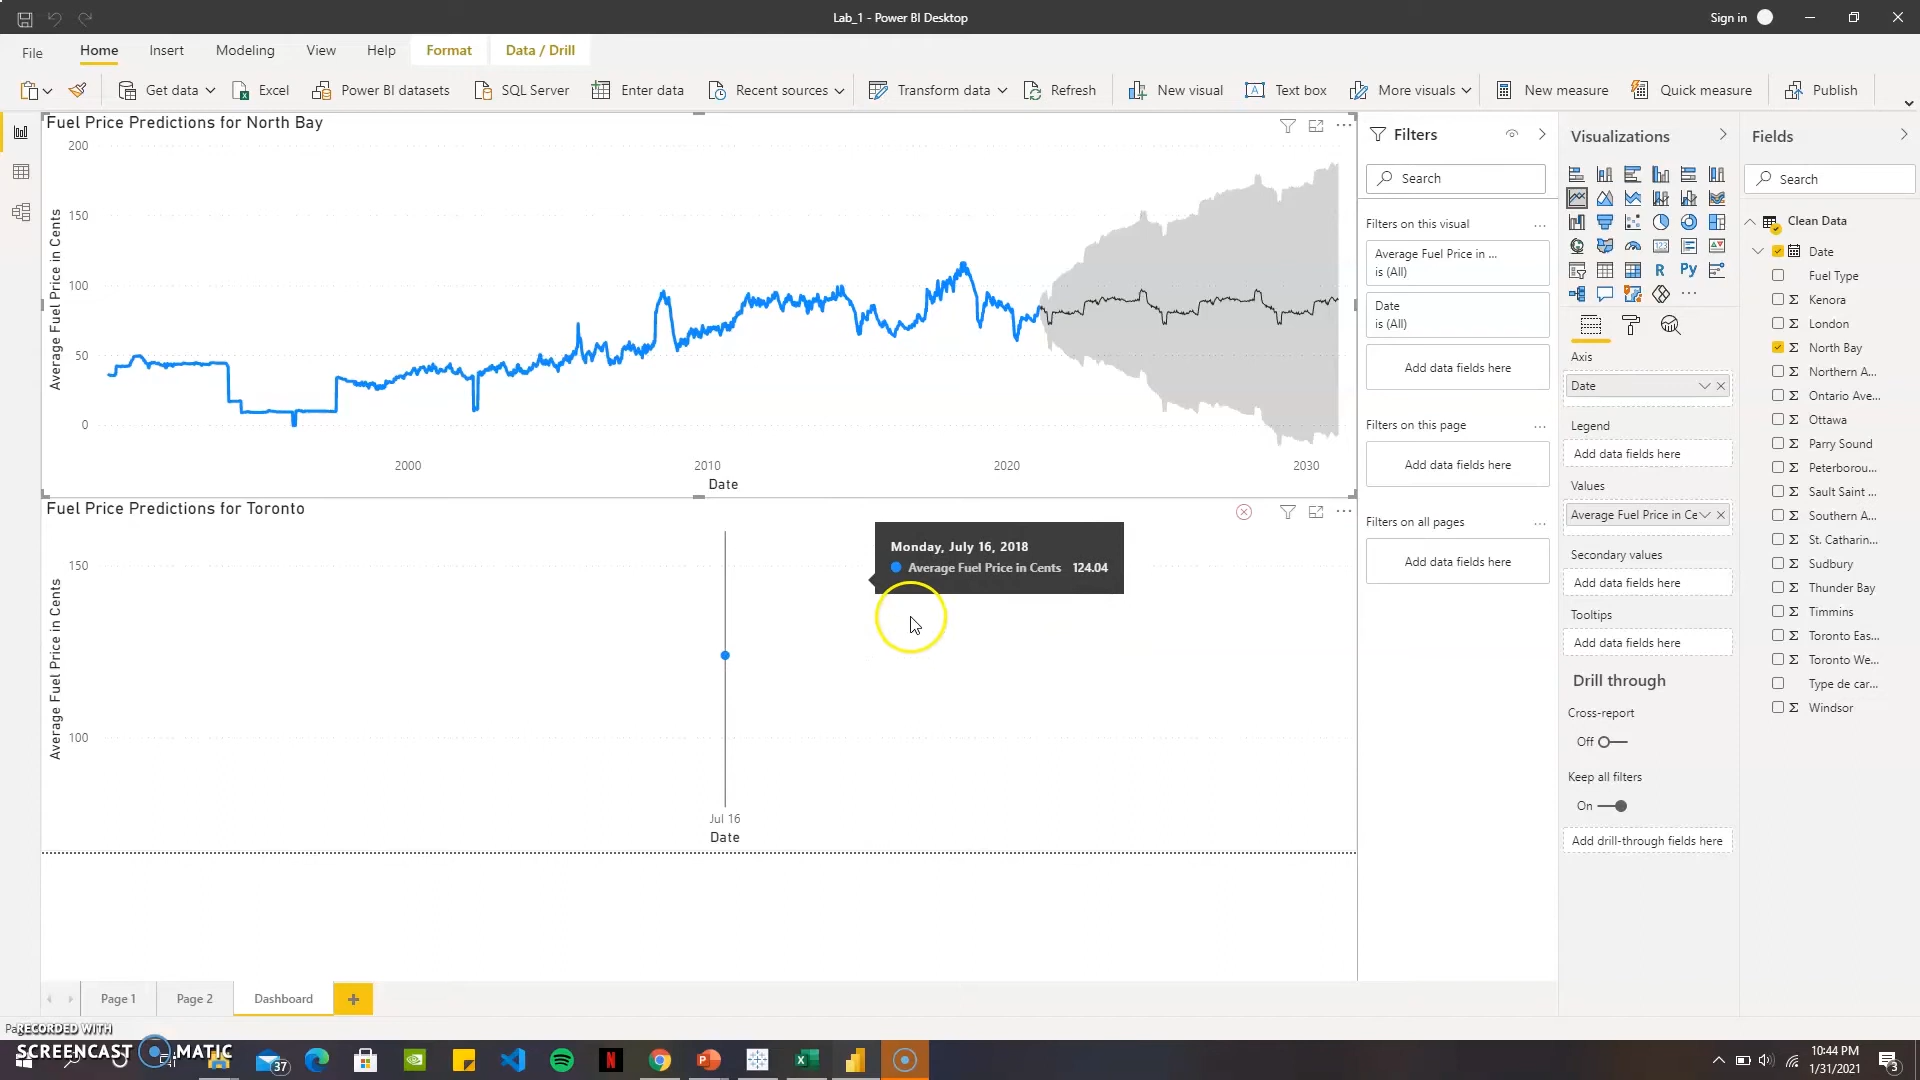 Lab_1 - Power BI Desktop
Sign in
File
Home
Insert
Modeling
View
Help
Format
Data / Drill
Get data
Excel
Power BI datasets
SQL Server
Enter data
Recent sources
Transform data
Refresh
New visual
Text box
More visuals
New measure
Quick measure
Publish
Fuel Price Predictions for North Bay
Average Fuel Price in Cents
200
150
100
50
0
2000
2010
2020
2030
Date
Fuel Price Predictions for Toronto
Average Fuel Price in Cents
150
100
Monday, July 16, 2018
Average Fuel Price in Cents 124.04
Jul 16
Date
Filters
Search
Filters on this visual
Average Fuel Price in ...
is (All)
Date
is (All)
Add data fields here
Filters on this page
Add data fields here
Filters on all pages
Add data fields here
Visualizations
R
Py
123
Axis
Date
Legend
Add data fields here
Values
Average Fuel Price in Ce
Secondary values
Add data fields here
Tooltips
Add data fields here
Drill through
Cross-report
Off
Keep all filters
On
Add drill-through fields here
Fields
Search
Clean Data
Date
Fuel Type
Kenora
London
North Bay
Northern A...
Ontario Ave...
Ottawa
Parry Sound
Peterborou...
Sault Saint ...
Southern A...
St. Catharin...
Sudbury
Thunder Bay
Timmins
Toronto Eas...
Toronto We...
Type de car...
Windsor
Page 1
Page 2
Dashboard
RECORDED WITH
SCREENCAST MATIC
37
10:44 PM
1/31/2021
3